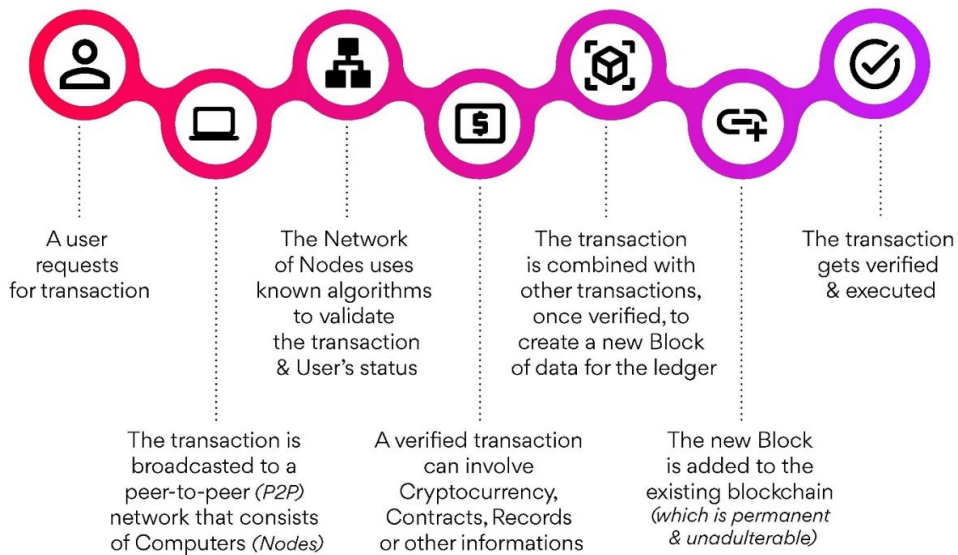 A user
requests
for transaction
The transaction is
broadcasted to a
peer-to-peer (P2P)
network that consists
of Computers (Nodes)
The Network
of Nodes uses
known algorithms
to validate
the transaction
& User's status
$
A verified transaction
can involve
Cryptocurrency,
Contracts, Records
or other informations
The transaction
is combined with
other transactions,
once verified, to
create a new Block
of data for the ledger
The new Block
is added to the
existing blockchain
(which is permanent
& unadulterable)
The transaction
gets verified
& executed